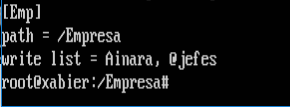 [Emp]
path = /Empresa
write list = Ainara, @jefes
root@xabier:/Empresa#